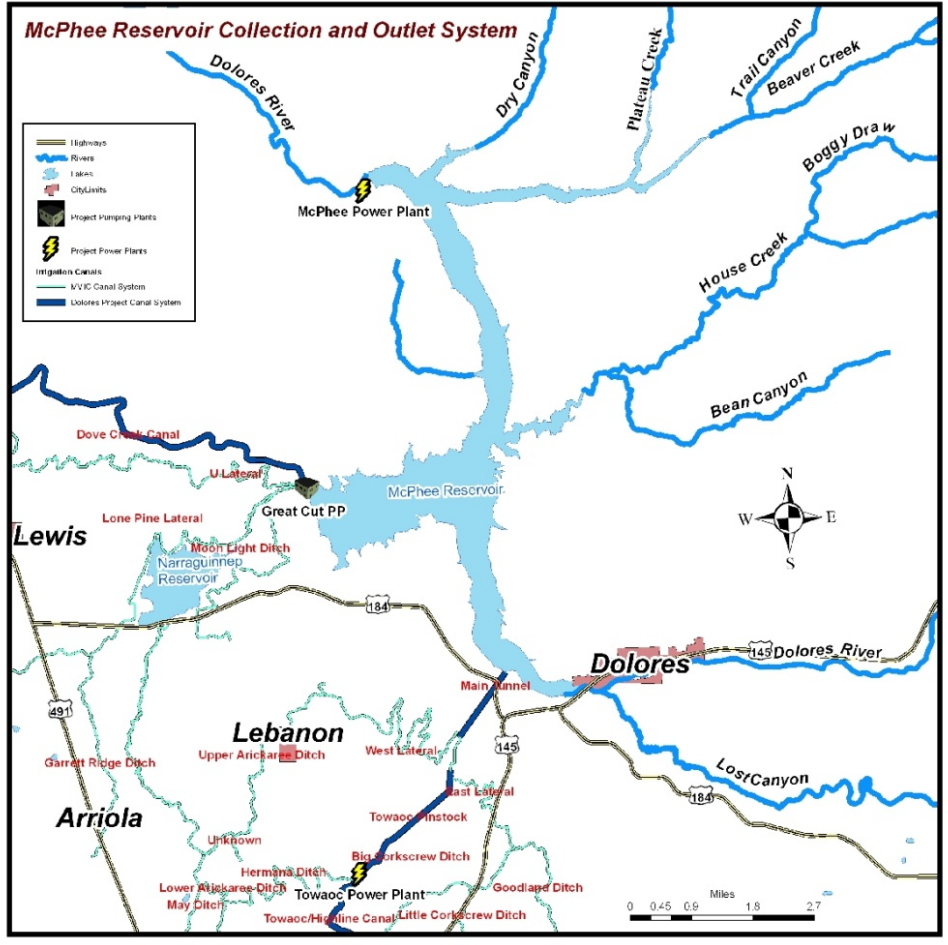 McPhee Reservoir Collection and Outlet System
Dolores River
Dry Canyon
Plateau Creek
Trail Canyon
Beaver Creek
Boggy Draw
Highways
Rivers
Lakes
CityLimits
Project Pumping Plants
Project Power Plants
Irrigation Canals
MVIC Canal System
Dolores Project Canal System
McPhee Power Plant
House Creek
Bean Canyon
Dove Creek Canal
U Lateral
McPhee Reservoir
Great Cut PP
N
W
E
S
Lone Pine Lateral
Lewis
Moon Light Ditch
Narraguinnep
Reservoir
184
Dolores
145
Dolores River
Main Tunnel
491
Lebanon
Upper Arickaree Ditch
West Lateral
145
Garrett Ridge Ditch
Lost Canyon
184
East Lateral
Arriola
Towaoc Pinstock
Unknown
Big Corkscrew Ditch
Hermana Ditch
Lower Arickaree Ditch
Towaoc Power Plant
Goodland Ditch
May Ditch
Towaoc/Highline Canal
Little Corkscrew Ditch
Miles
0 0.45 0.9 1.8 2.7